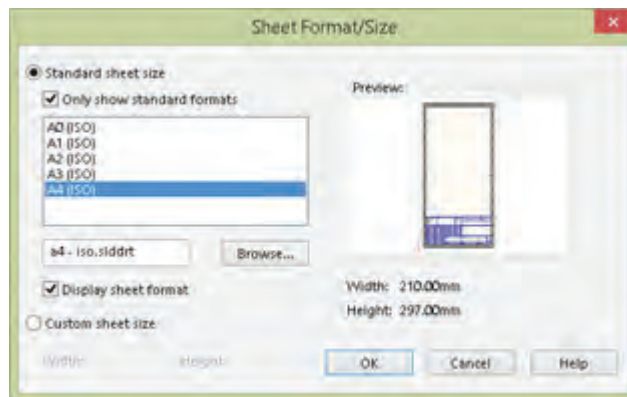 Sheet Format/Size
Standard sheet size
Only show standard formats
A0 (ISO)
A1 (ISO)
A2 (ISO)
A3 (ISO)
A4 (ISO)
a4 - iso.slddrt
Browse...
Display sheet format
Custom sheet size
Width:
Height:
Preview:
Width: 210.00mm
Height: 297.00mm
OK
Cancel
Help